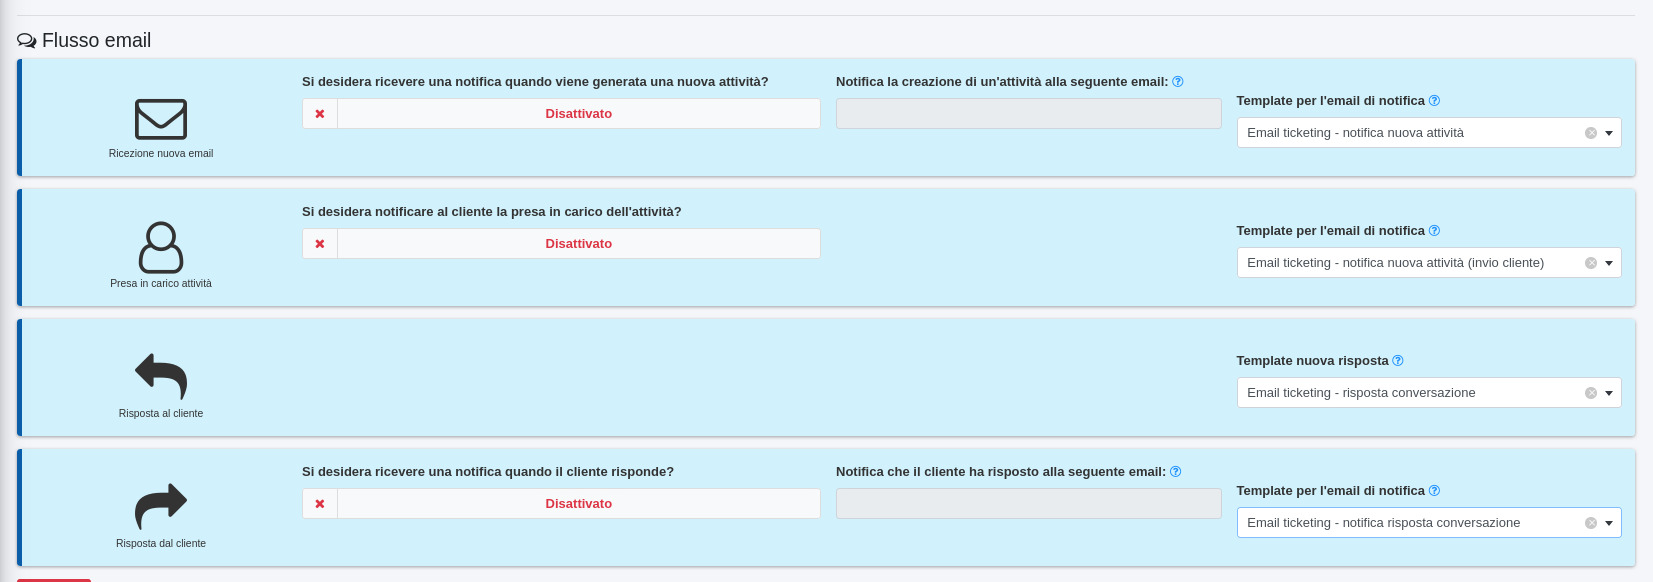 Flusso email
Si desidera ricevere una notifica quando viene generata una nuova attività?
Notifica la creazione di un'attività alla seguente email:
Disattivato
Template per l'email di notifica
Email ticketing - notifica nuova attività
Ricezione nuova email
Si desidera notificare al cliente la presa in carico dell'attività?
Disattivato
Template per l'email di notifica
Email ticketing - notifica nuova attività (invio cliente)
Presa in carico attività
Template nuova risposta
Email ticketing - risposta conversazione
Risposta al cliente
Si desidera ricevere una notifica quando il cliente risponde?
Notifica che il cliente ha risposto alla seguente email:
Disattivato
Template per l'email di notifica
Email ticketing - notifica risposta conversazione
Risposta dal cliente